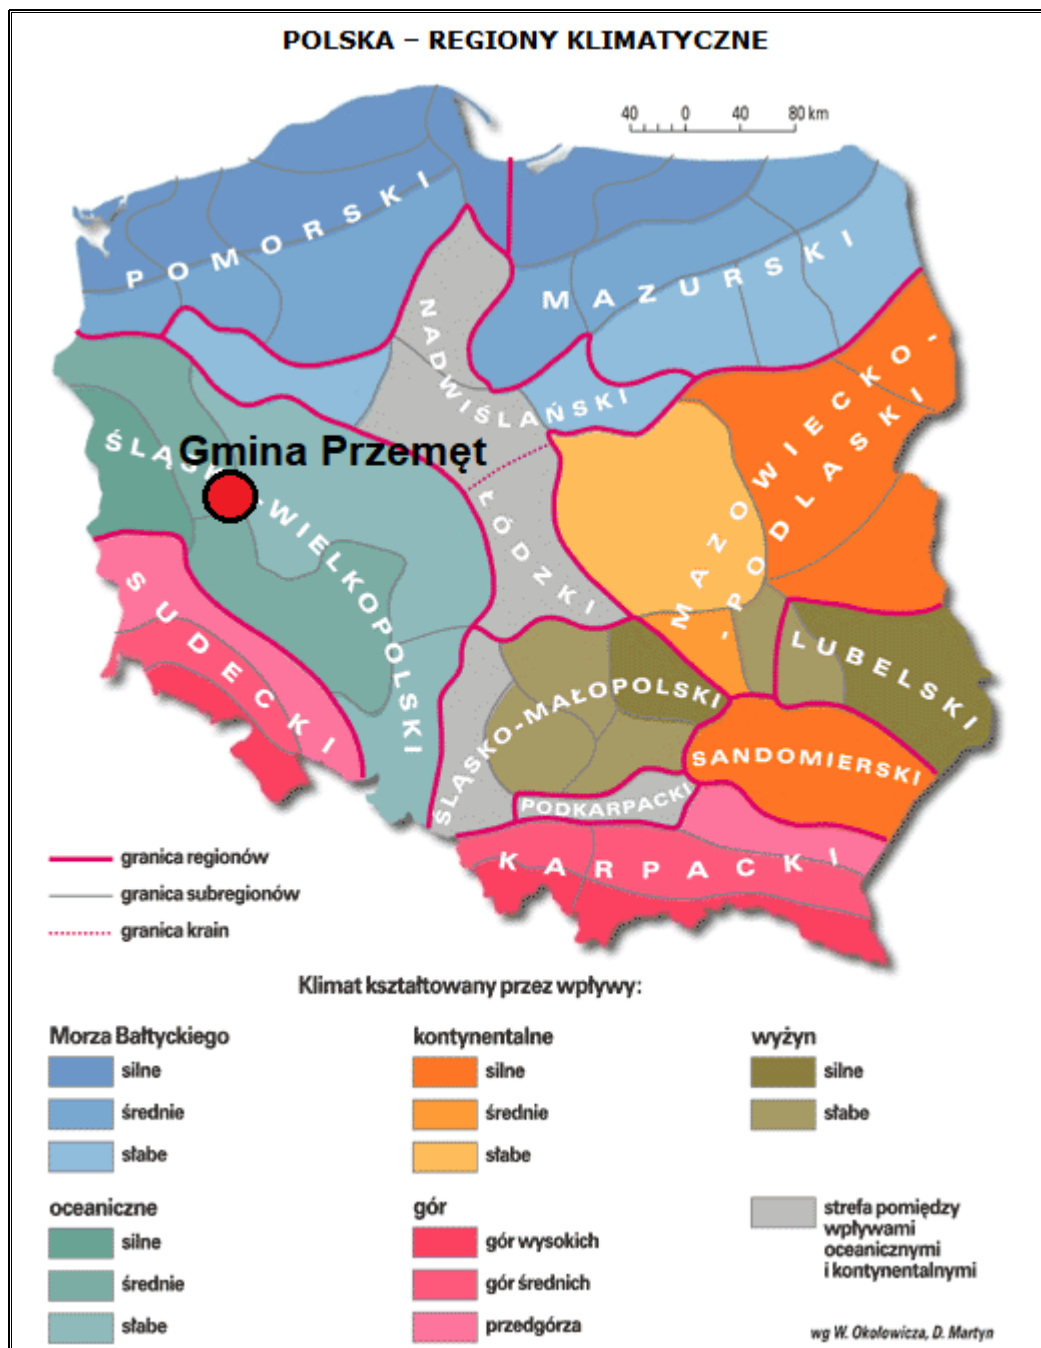 POLSKA – REGIONY KLIMATYCZNE
40 0 40 80 km
POMORSKI
MAZURSKI
NADWIŚLAŃSKI
MAZOWIECKO-
-PODLASKI
Gmina Przemęt
ŚLĄSKO-WIELKOPOLSKI
ŁÓDZKI
SUDECKI
LUBELSKI
ŚLĄSKO-MAŁOPOLSKI
SANDOMIERSKI
PODKARPACKI
KARPACKI
granica regionów
granica subregionów
granica krain
Klimat kształtowany przez wpływy:
Morza Bałtyckiego
silne
średnie
słabe
kontynentalne
silne
średnie
słabe
wyżyn
silne
słabe
oceaniczne
silne
średnie
słabe
gór
gór wysokich
gór średnich
przedgórza
strefa pomiędzy
wpływami
oceanicznymi
i kontynentalnymi
wg W. Okołowicza, D. Martyn